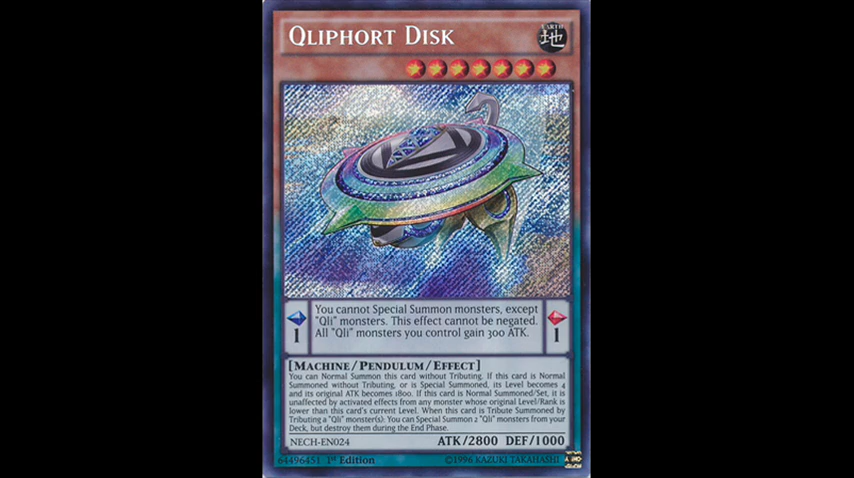 Qliphort Disk
EARTH
地
You cannot Special Summon monsters, except
"Qli" monsters. This effect cannot be negated.
All "Qli" monsters you control gain 300 ATK.
1
1
[Machine/Pendulum/Effect]
You can Normal Summon this card without Tributing. If this card is Normal
Summoned without Tributing, or is Special Summoned, its Level becomes 4
and its original ATK becomes 1800. If this card is Normal Summoned/Set, it is
unaffected by activated effects from any monster whose original Level/Rank is
lower than this card's current Level. When this card is Tribute Summoned by
Tributing a "Qli" monster(s): You can Special Summon 2 "Qli" monsters from your
Deck, but destroy them during the End Phase.
NECH-EN024
ATK/2800 DEF/1000
64496451 1st Edition
©1996 KAZUKI TAKAHASHI